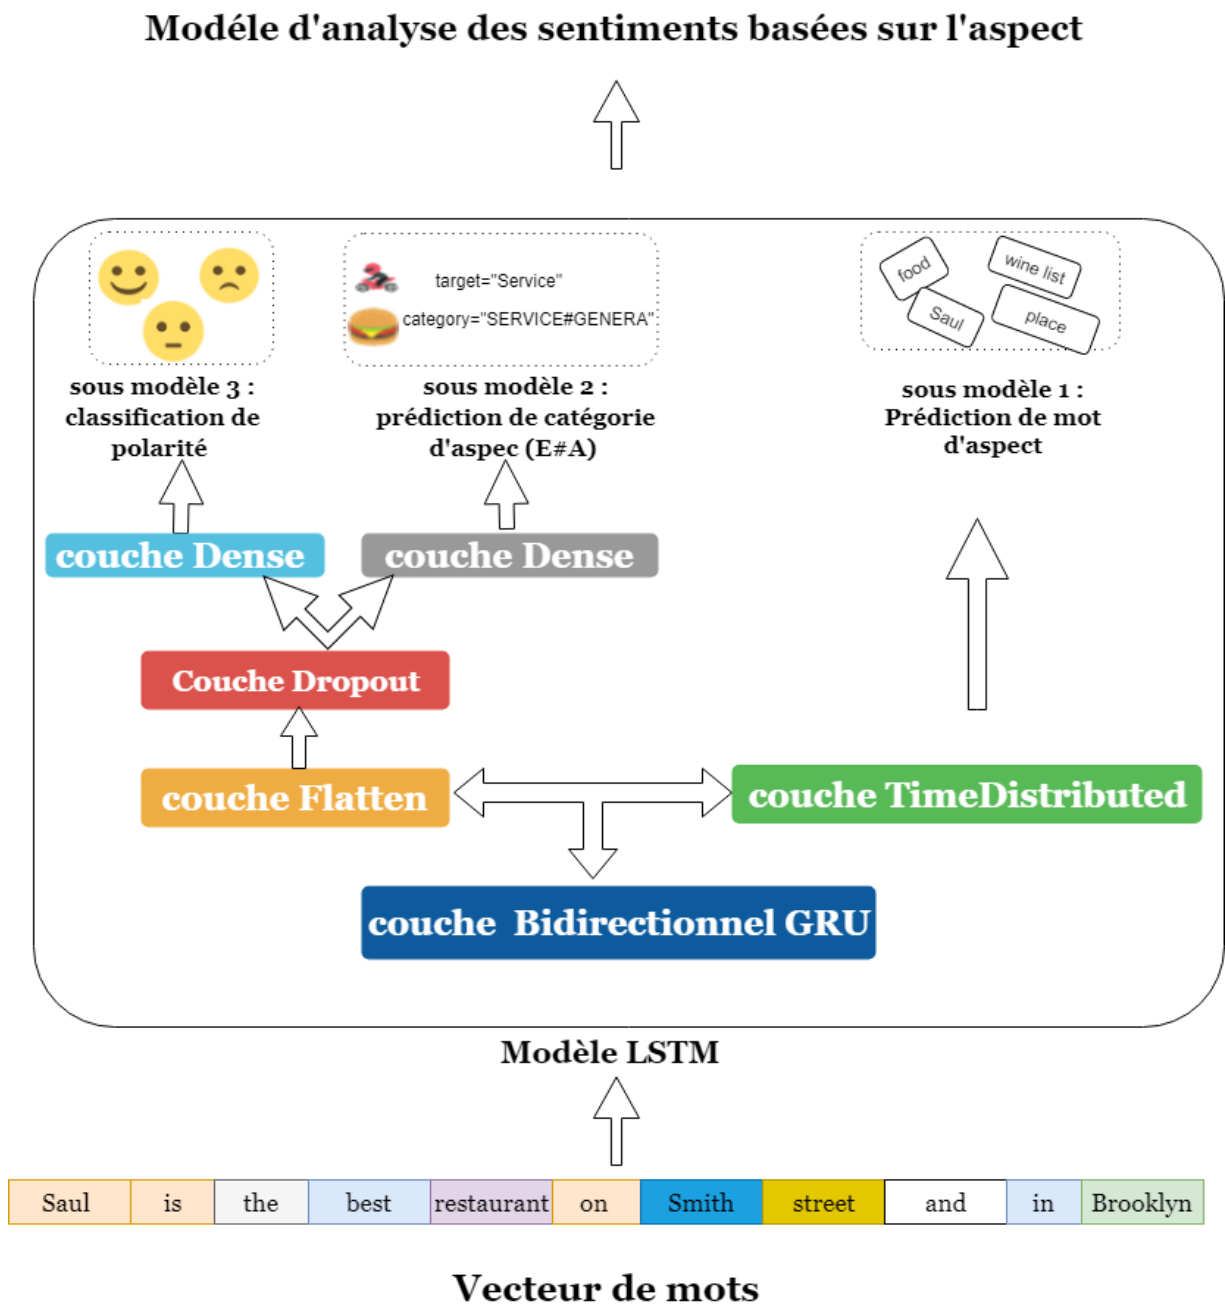 Modéle d'analyse des sentiments basées sur l'aspect
target="Service"
category="SERVICE#GENERA"
food
wine list
Saul
place
sous modèle 3 :
classification de
polarité
sous modèle 2 :
prédiction de catégorie
d'aspec (E#A)
sous modèle 1 :
Prédiction de mot
d'aspect
couche Dense
couche Dense
Couche Dropout
couche Flatten
couche TimeDistributed
couche Bidirectionnel GRU
Modèle LSTM
Saul is the best restaurant on Smith street and in Brooklyn
Vecteur de mots